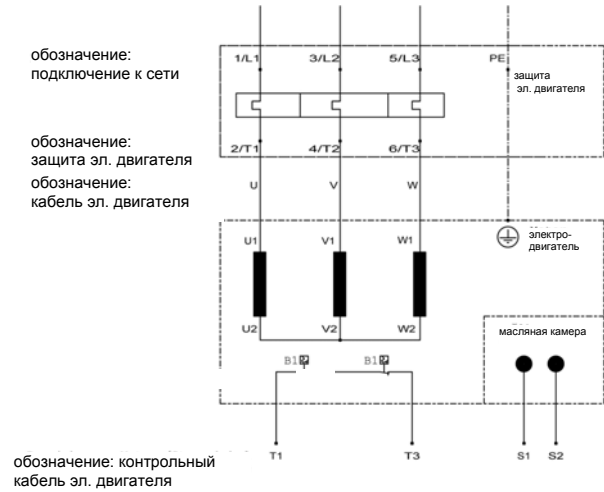 обозначение:
подключение к сети
1/L1 3/L2 5/L3 PE
защита
эл. двигателя
2/T1 4/T2 6/T3
обозначение:
защита эл. двигателя
обозначение:
кабель эл. двигателя
U V W
электро-
двигатель
U1 V1 W1
U2 V2 W2
масляная камера
B1 B1
T1 T3 S1 S2
обозначение: контрольный
кабель эл. двигателя